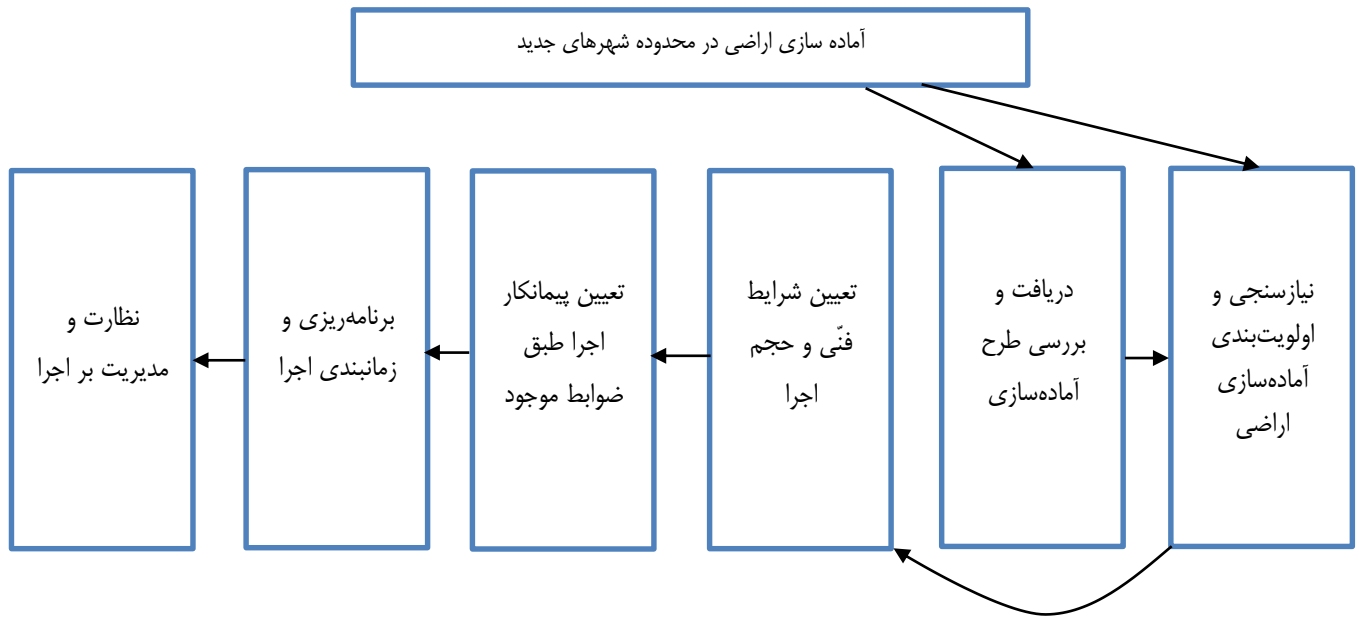 آماده سازی اراضی در محدوده شهرهای جدید
نیازسنجی و
اولویت‌بندی
آماده‌سازی
اراضی
دریافت و
بررسی طرح
آماده‌سازی
تعیین شرایط
فنّی و حجم
اجرا
تعیین پیمانکار
اجرا طبق
ضوابط موجود
برنامه‌ریزی و
زمانبندی اجرا
نظارت و
مدیریت بر اجرا